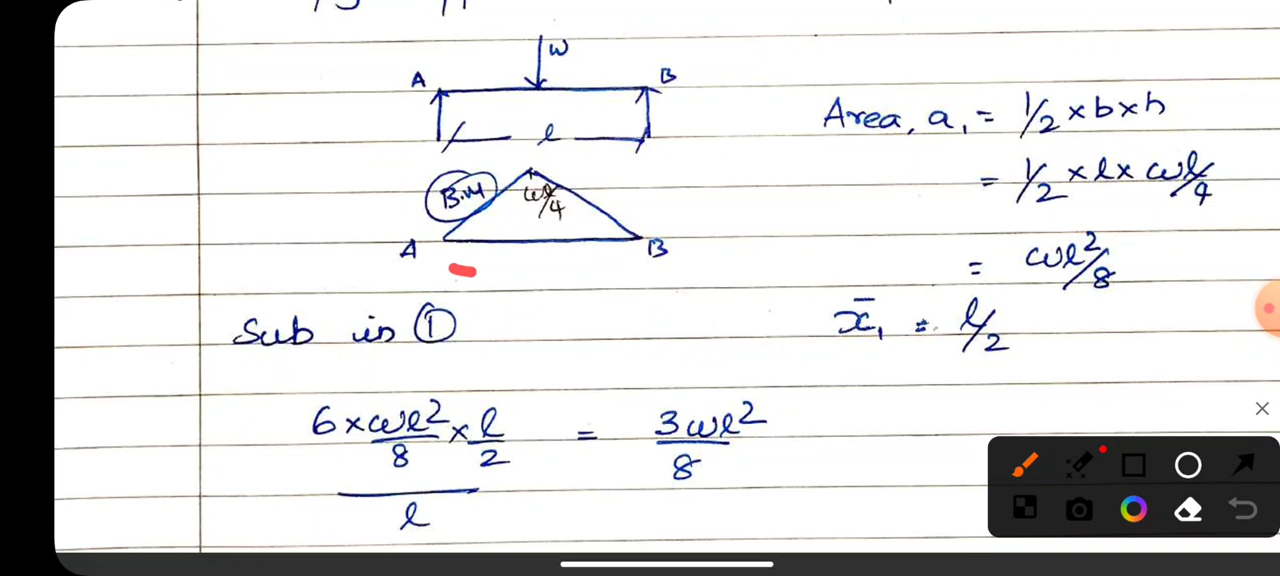 w
A B
l
B.M wl/4
A B
Area, a₁ = 1/2 × b × h
= 1/2 × l × wl/4
= wl²/8
x̄₁ = l/2
Sub in ①
6 × wl²/8 × l/2 / l = 3wl²/8